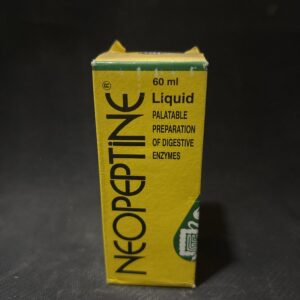 NEOPEPTINE®
60 ml
Liquid
PALATABLE
PREPARATION
OF DIGESTIVE
ENZYMES